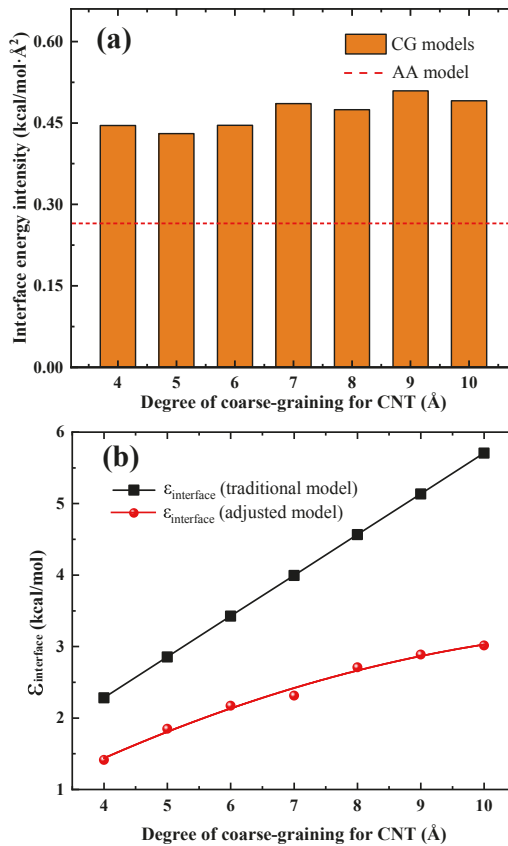 (a)
CG models
AA model
Interface energy intensity (kcal/mol·Å²)
0.60
0.45
0.30
0.15
0.00
4 5 6 7 8 9 10
Degree of coarse-graining for CNT (Å)
(b)
ε_interface (traditional model)
ε_interface (adjusted model)
ε_interface (kcal/mol)
6
5
4
3
2
1
4 5 6 7 8 9 10
Degree of coarse-graining for CNT (Å)